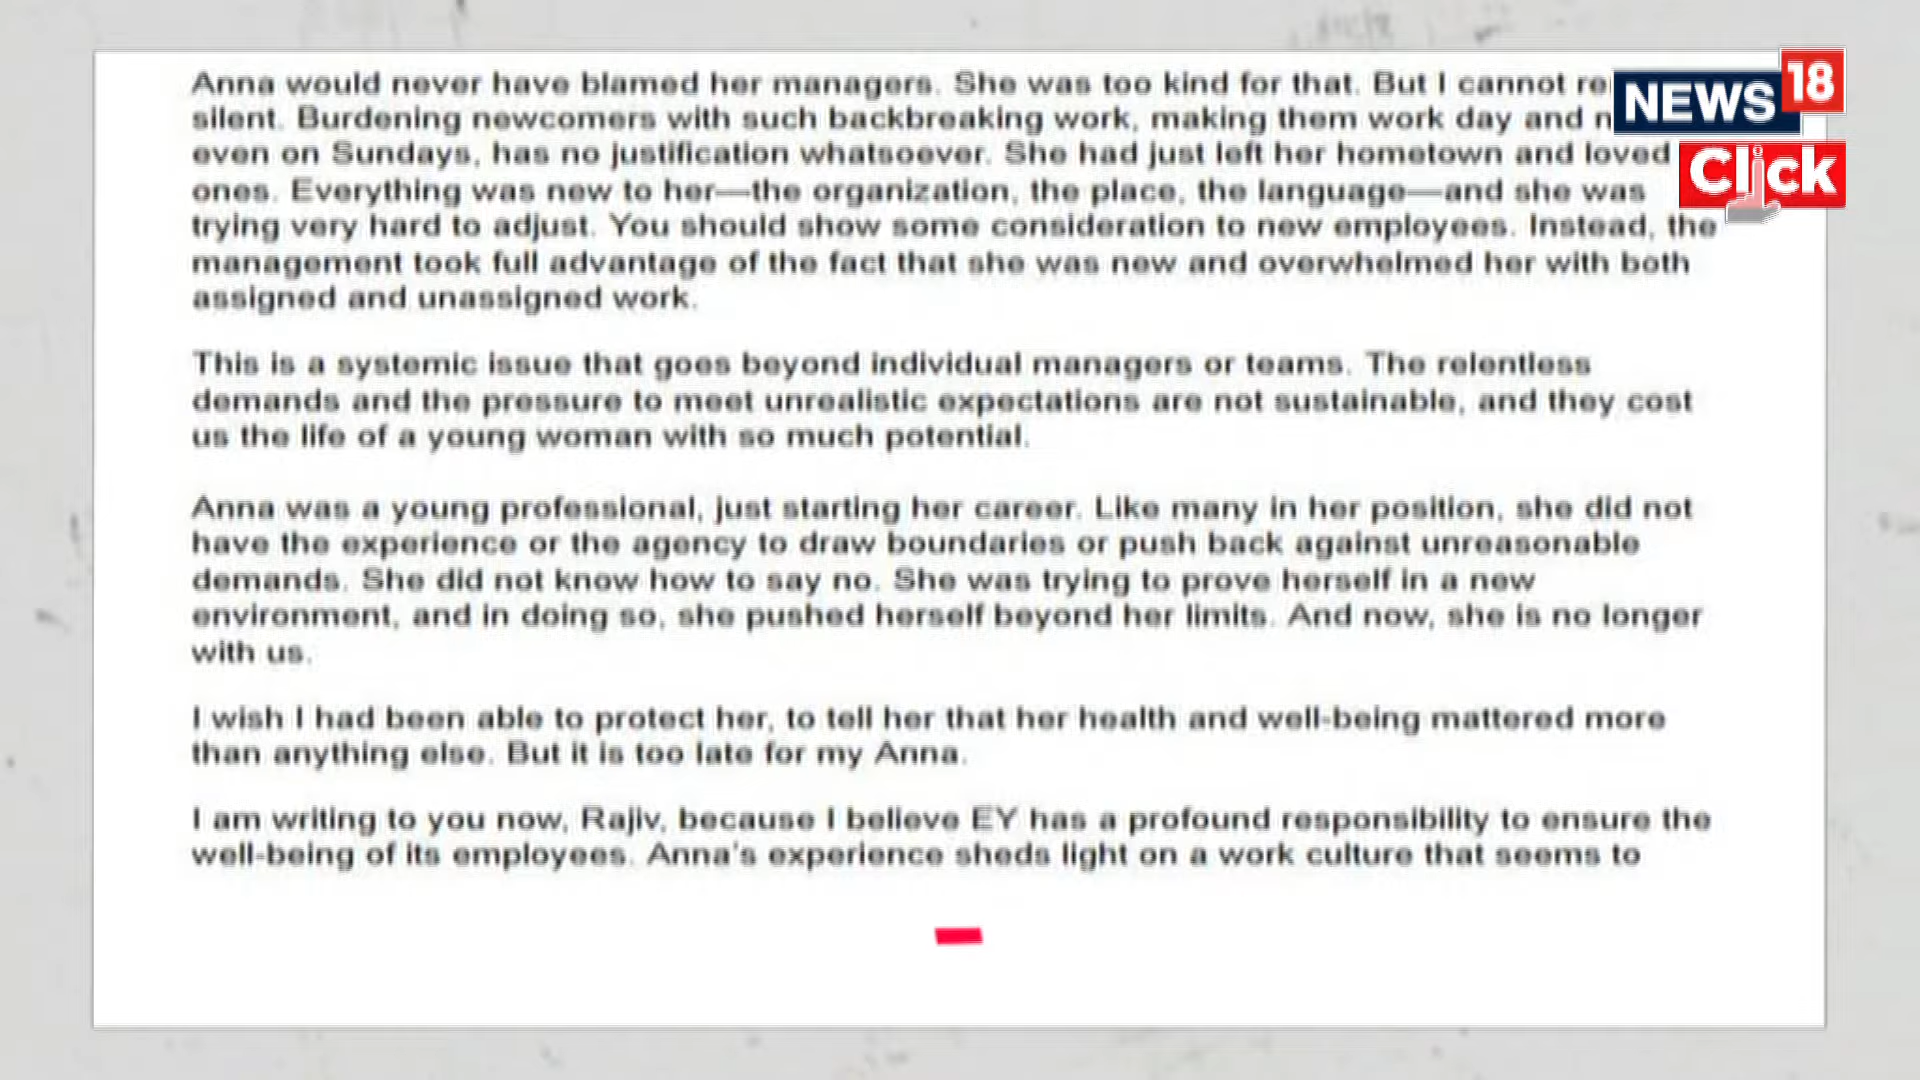 Anna would never have blamed her managers. She was too kind for that. But I cannot
silent. Burdening newcomers with such backbreaking work, making them work day and
even on Sundays, has no justification whatsoever. She had just left her hometown and loved
ones. Everything was new to her—the organization, the place, the language—and she was
trying very hard to adjust. You should show some consideration to new employees. Instead, the
management took full advantage of the fact that she was new and overwhelmed her with both
assigned and unassigned work.
This is a systemic issue that goes beyond individual managers or teams. The relentless
demands and the pressure to meet unrealistic expectations are not sustainable, and they cost
us the life of a young woman with so much potential.
Anna was a young professional, just starting her career. Like many in her position, she did not
have the experience or the agency to draw boundaries or push back against unreasonable
demands. She did not know how to say no. She was trying to prove herself in a new
environment, and in doing so, she pushed herself beyond her limits. And now, she is no longer
with us.
I wish I had been able to protect her, to tell her that her health and well-being mattered more
than anything else. But it is too late for my Anna.
I am writing to you now, Rajiv, because I believe EY has a profound responsibility to ensure the
well-being of its employees. Anna's experience sheds light on a work culture that seems to
NEWS 18
Click